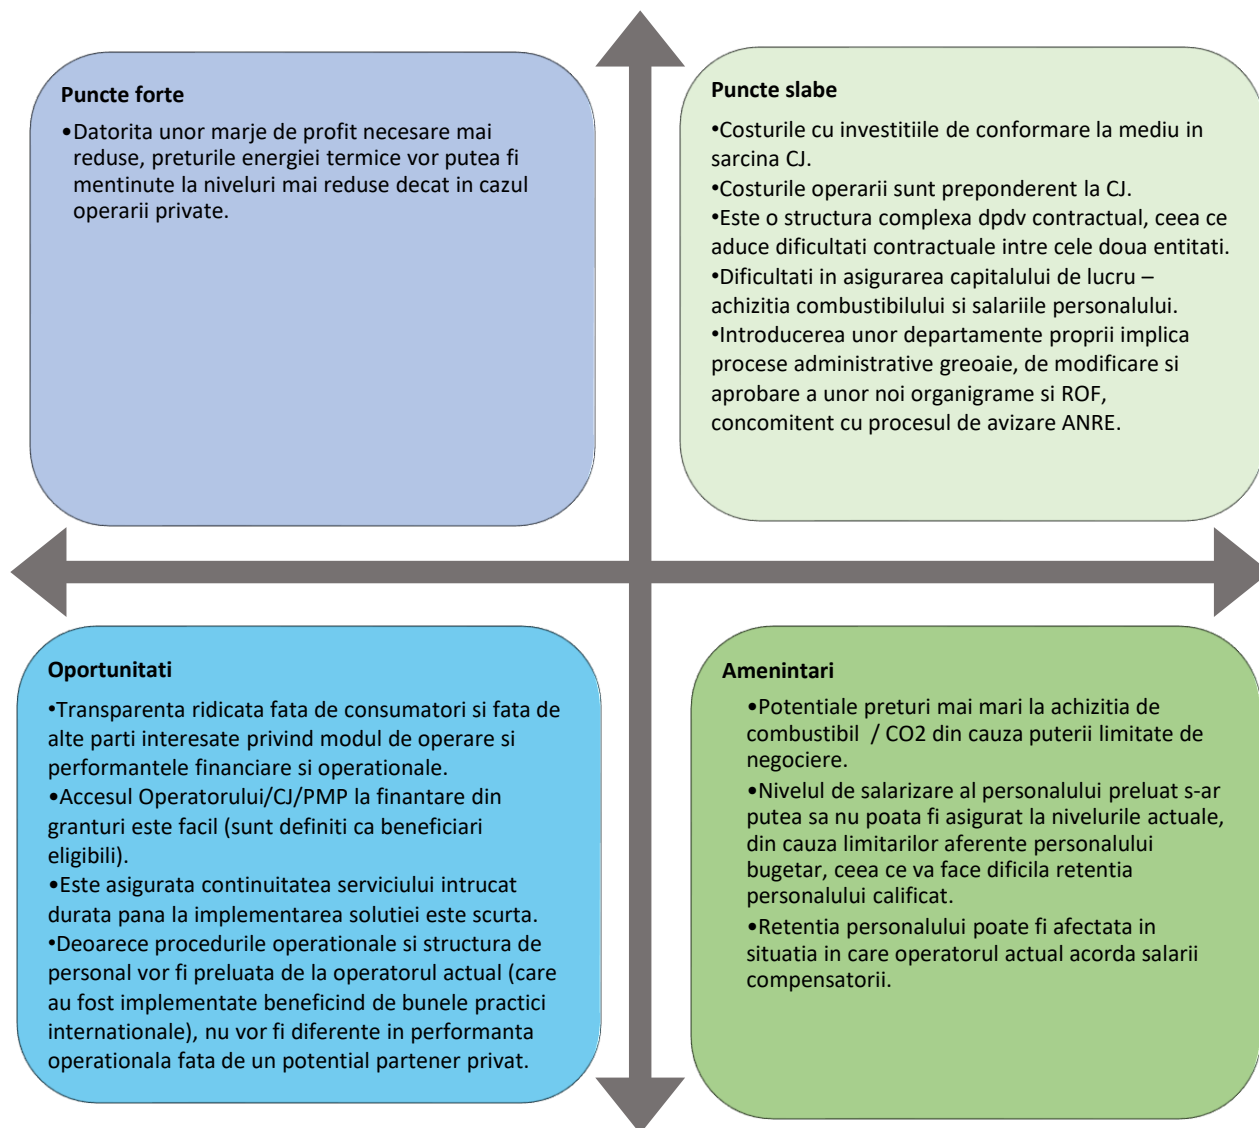 Puncte forte
•Datorita unor marje de profit necesare mai
reduse, preturile energiei termice vor putea fi
mentinute la niveluri mai reduse decat in cazul
operarii private.
Puncte slabe
•Costurile cu investitiile de conformare la mediu in
sarcina CJ.
•Costurile operarii sunt preponderent la CJ.
•Este o structura complexa dpdv contractual, ceea ce
aduce dificultati contractuale intre cele doua entitati.
•Dificultati in asigurarea capitalului de lucru –
achizitia combustibilului si salariile personalului.
•Introducerea unor departamente proprii implica
procese administrative greoaie, de modificare si
aprobare a unor noi organigrame si ROF,
concomitent cu procesul de avizare ANRE.
Oportunitati
•Transparenta ridicata fata de consumatori si fata de
alte parti interesate privind modul de operare si
performantele financiare si operationale.
•Accesul Operatorului/CJ/PMP la finantare din
granturi este facil (sunt definiti ca beneficiari
eligibili).
•Este asigurata continuitatea serviciului intrucat
durata pana la implementarea solutiei este scurta.
•Deoarece procedurile operationale si structura de
personal vor fi preluata de la operatorul actual (care
au fost implementate beneficind de bunele practici
internationale), nu vor fi diferente in performanta
operationala fata de un potential partener privat.
Amenintari
•Potentiale preturi mai mari la achizitia de
combustibil  / CO2 din cauza puterii limitate de
negociere.
•Nivelul de salarizare al personalului preluat s-ar
putea sa nu poata fi asigurat la nivelurile actuale,
din cauza limitarilor aferente personalului
bugetar, ceea ce va face dificila retentia
personalului calificat.
•Retentia personalului poate fi afectata in
situatia in care operatorul actual acorda salarii
compensatorii.